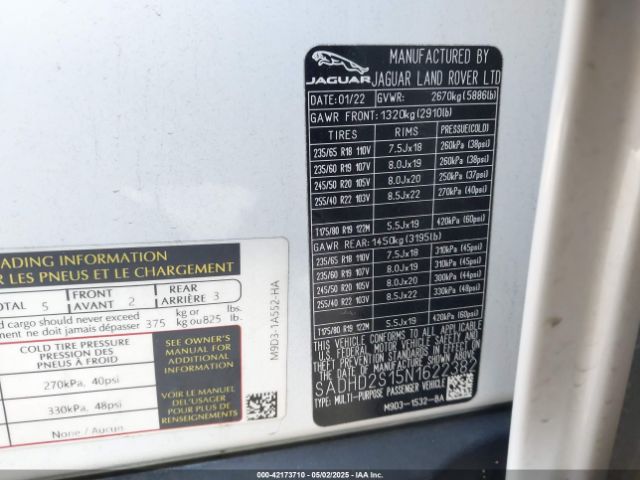 JAGUAR
MANUFACTURED BY
JAGUAR LAND ROVER LTD
DATE: 01/22 GVWR: 2670kg(5886lb)
GAWR FRONT: 1320kg(2910lb)
TIRES RIMS PRESSUE(COLD)
235/65 R18 110V 7.5Jx18 260kPa (38psi)
235/60 R19 107V 8.0Jx19 260kPa (38psi)
245/50 R20 105V 8.0Jx20 250kPa (37psi)
255/40 R22 103V 8.5Jx22 270kPa (40psi)
T175/80 R19 122M 5.5Jx19 420kPa (60psi)
GAWR REAR: 1450kg(3195lb)
235/65 R18 110V 7.5Jx18 310kPa (45psi)
235/60 R19 107V 8.0Jx19 310kPa (45psi)
245/50 R20 105V 8.0Jx20 300kPa (44psi)
255/40 R22 103V 8.5Jx22 330kPa (48psi)
T175/80 R19 122M 5.5Jx19 420kPa (60psi)
THIS VEHICLE CONFORMS TO ALL APPLICABLE
FEDERAL MOTOR VEHICLE SAFETY STANDARDS
IN EFFECT ON THE DATE OF MANUFACTURE SHOWN ABOVE.
SADHD2S15N1622382
TYPE: MULTI-PURPOSE PASSENGER VEHICLE
M9D3-1532-BA
M9D3-1A552-HA
OADING INFORMATION
R LES PNEUS ET LE CHARGEMENT
OTAL 5 FRONT AVANT 2 REAR ARRIÈRE 3
d cargo should never exceed 375 kg or 825 lbs.
ment ne doit jamais dépasser kg ou lb.
COLD TIRE PRESSURE
PRESSION DES
PNEUS À FROID
270kPa, 40psi
330kPa, 48psi
None / Aucun
SEE OWNER'S
MANUAL FOR
ADDITIONAL
INFORMATION
VOIR LE MANUEL
DE L'USAGER
POUR PLUS DE
RENSEIGNEMENTS
000-42173710 - 05/02/2025 - IAAHQCA